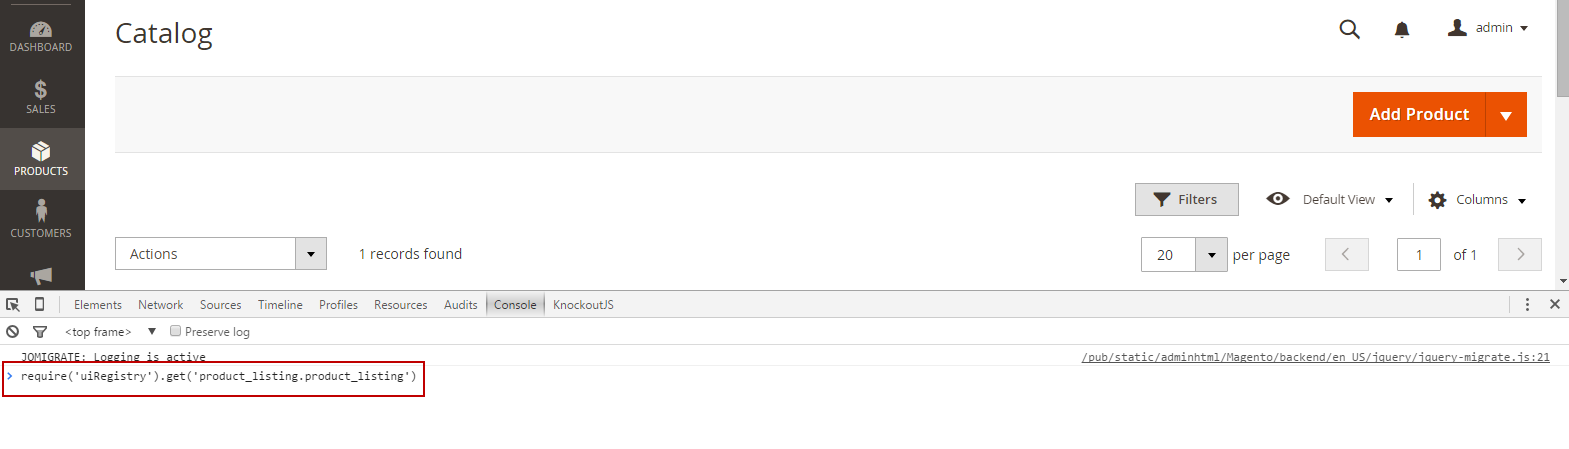 Catalog
admin
DASHBOARD
$
SALES
Add Product
PRODUCTS
Filters
Default View
Columns
CUSTOMERS
Actions
1 records found
20
per page
1
of 1
Elements Network Sources Timeline Profiles Resources Audits Console KnockoutJS
<top frame> Preserve log
JQMIGRATE: Logging is active /pub/static/adminhtml/Magento/backend/en_US/jquery/jquery-migrate.js:21
> require('uiRegistry').get('product_listing.product_listing')